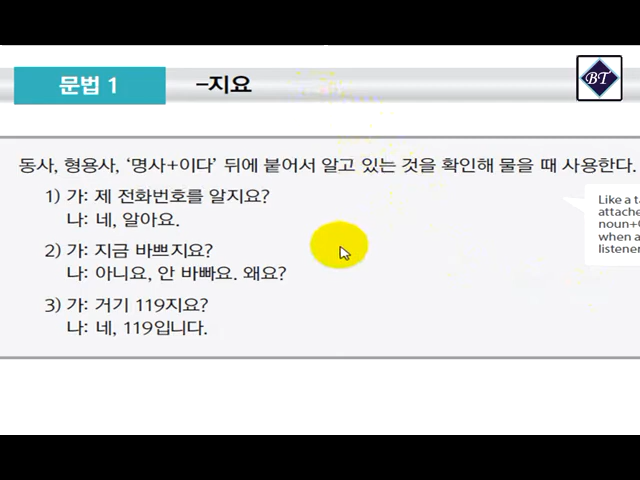 BT
문법 1
-지요
동사, 형용사, ‘명사+이다’ 뒤에 붙어서 알고 있는 것을 확인해 물을 때 사용한다.
1) 가: 제 전화번호를 알지요?
나: 네, 알아요.
2) 가: 지금 바쁘지요?
나: 아니요, 안 바빠요. 왜요?
3) 가: 거기 119지요?
나: 네, 119입니다.
Like a
attache
noun+
when a
listener